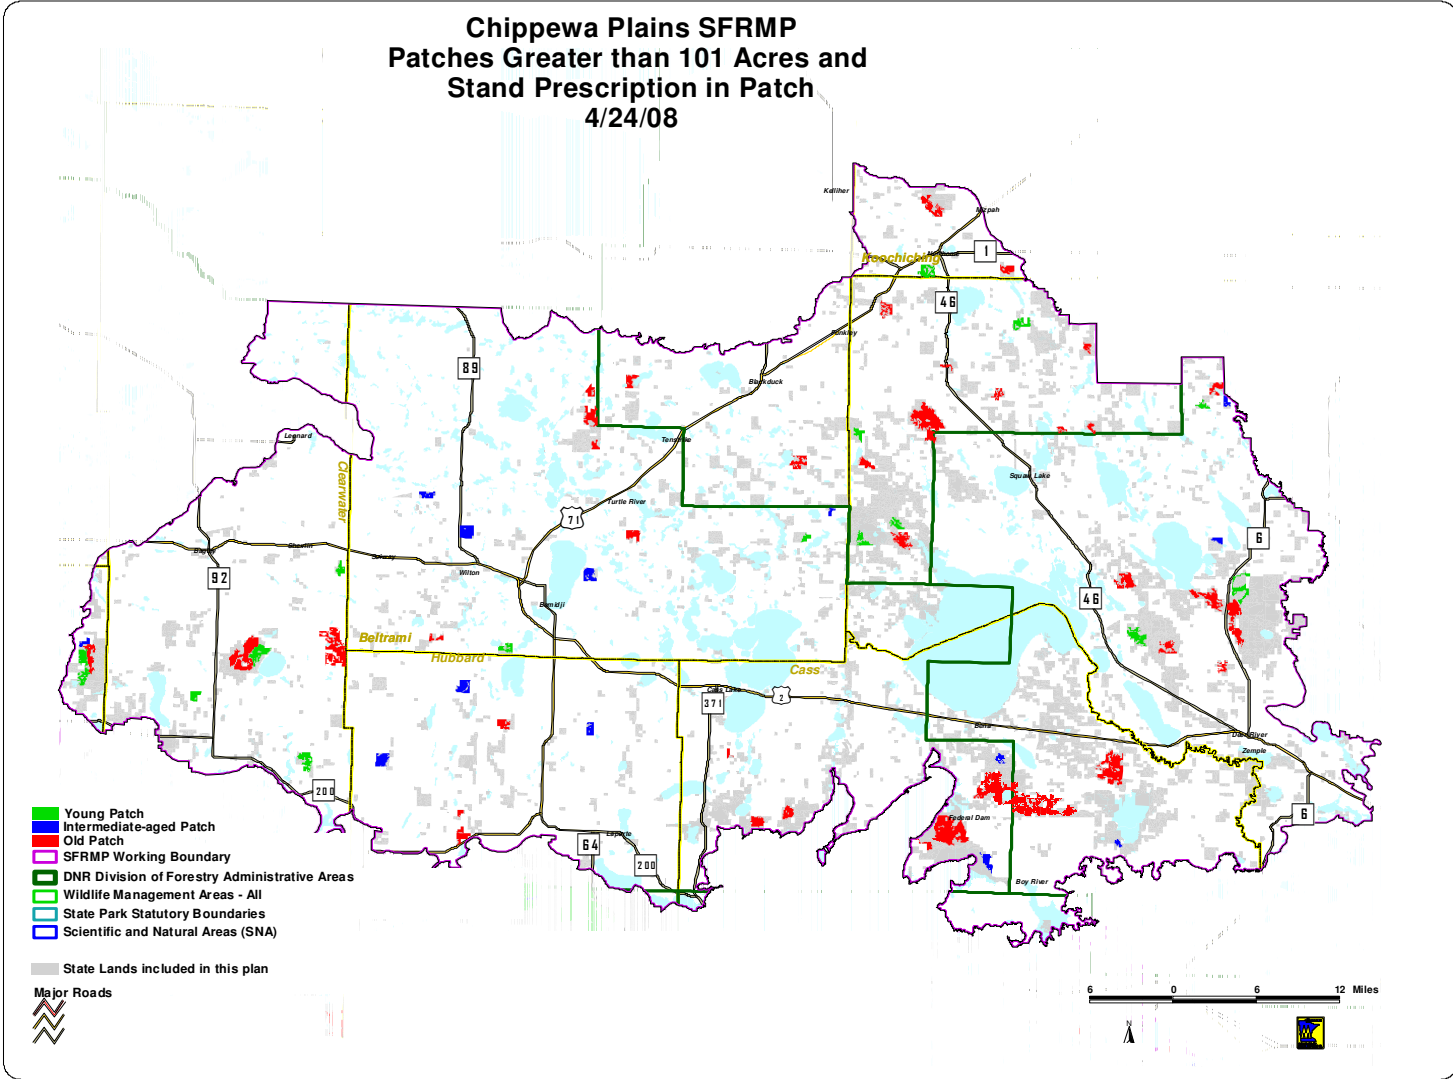 Chippewa Plains SFRMP
Patches Greater than 101 Acres and
Stand Prescription in Patch
4/24/08
Kelliher
Mizpah
1
Koochiching
46
Funkley
89
Blackduck
Leonard
Tenstrike
Squaw Lake
Clearwater
Turtle River
71
6
Bagley
Shevlin
Solway
Wilton
92
Bemidji
46
Beltrami
Hubbard
Cass
Cass Lake
2
371
Bena
Deer River
Zemple
200
6
Young Patch
Intermediate-aged Patch
Old Patch
SFRMP Working Boundary
DNR Division of Forestry Administrative Areas
Wildlife Management Areas - All
State Park Statutory Boundaries
Scientific and Natural Areas (SNA)
State Lands included in this plan
Major Roads
Federal Dam
Laporte
64
200
Boy River
6 0 6 12 Miles
N